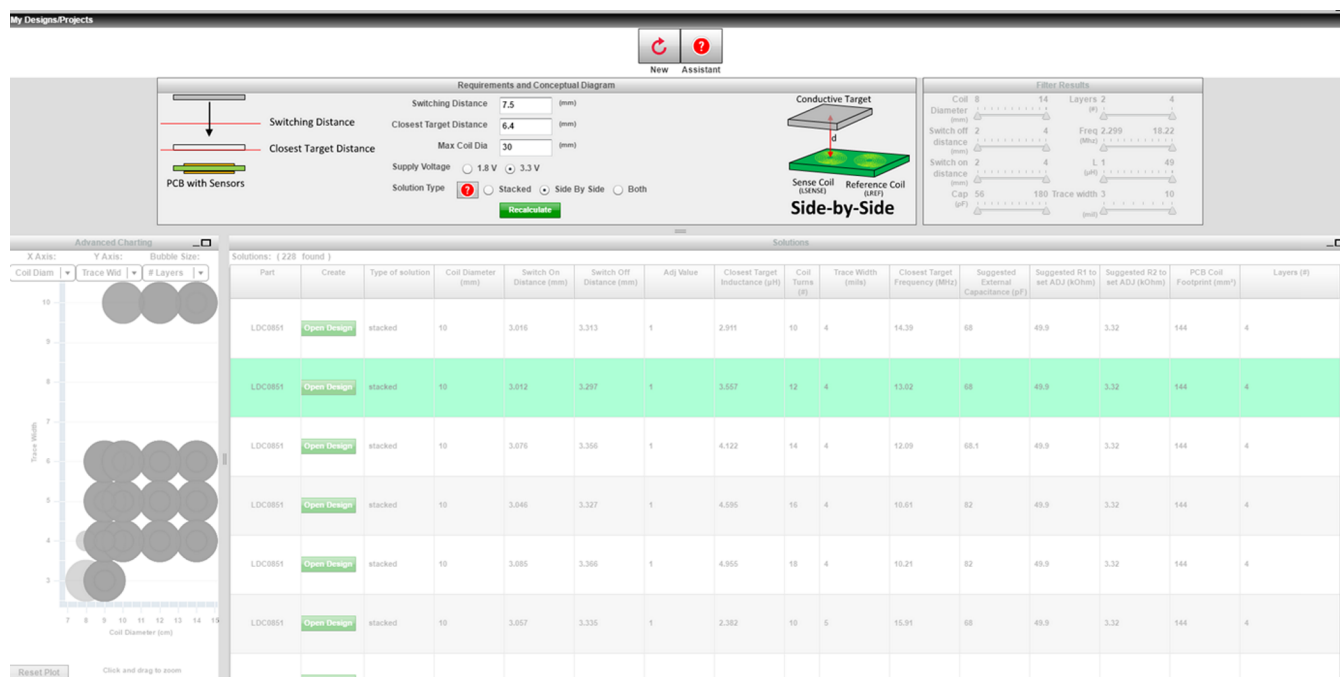 My Designs/Projects
New Assistant
Requirements and Conceptual Diagram
Switching Distance
Closest Target Distance
PCB with Sensors
Switching Distance 7.5 (mm)
Closest Target Distance 6.4 (mm)
Max Coil Dia 30 (mm)
Supply Voltage 1.8 V 3.3 V
Solution Type ? Stacked Side By Side Both
Recalculate
Conductive Target
d
Sense Coil (LSENSE) Reference Coil (LREF)
Side-by-Side
Filter Results
Coil Diameter (mm) 8 14 Layers (#) 2 4
Switch off distance (mm) 2 4 Freq (Mhz) 2.299 18.22
Switch on distance (mm) 2 4 L (µH) 1 49
Cap (pF) 56 180 Trace width (mil) 3 10
Advanced Charting
X Axis: Y Axis: Bubble Size:
Coil Diam Trace Wid # Layers
10
9
8
7
6
5
4
3
Trace Width
7 8 9 10 11 12 13 14 15
Coil Diameter (cm)
Reset Plot Click and drag to zoom
Solutions
Solutions: ( 228 found )
Part Create Type of solution Coil Diameter (mm) Switch On Distance (mm) Switch Off Distance (mm) Adj Value Closest Target Inductance (µH) Coil Turns (#) Trace Width (mils) Closest Target Frequency (MHz) Suggested External Capacitance (pF) Suggested R1 to set ADJ (kOhm) Suggested R2 to set ADJ (kOhm) PCB Coil Footprint (mm²) Layers (#)
LDC0851 Open Design stacked 10 3.016 3.313 1 2.911 10 4 14.39 68 49.9 3.32 144 4
LDC0851 Open Design stacked 10 3.012 3.297 1 3.557 12 4 13.02 68 49.9 3.32 144 4
LDC0851 Open Design stacked 10 3.076 3.356 1 4.122 14 4 12.09 68.1 49.9 3.32 144 4
LDC0851 Open Design stacked 10 3.046 3.327 1 4.595 16 4 10.61 82 49.9 3.32 144 4
LDC0851 Open Design stacked 10 3.085 3.366 1 4.955 18 4 10.21 82 49.9 3.32 144 4
LDC0851 Open Design stacked 10 3.057 3.335 1 2.382 10 5 15.91 68 49.9 3.32 144 4